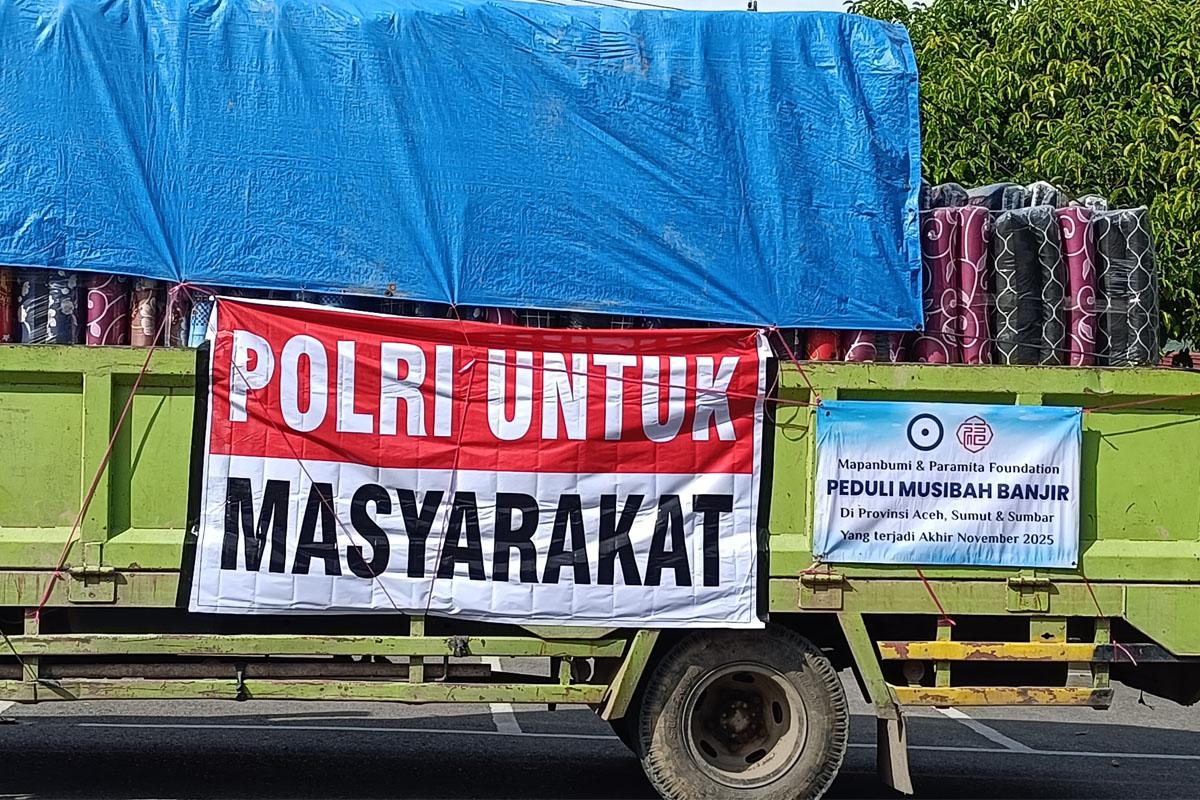 POLRI UNTUK
MASYARAKAT
Mapanbumi & Paramita Foundation
PEDULI MUSIBAH BANJIR
Di Provinsi Aceh, Sumut & Sumbar
Yang terjadi Akhir November 2025